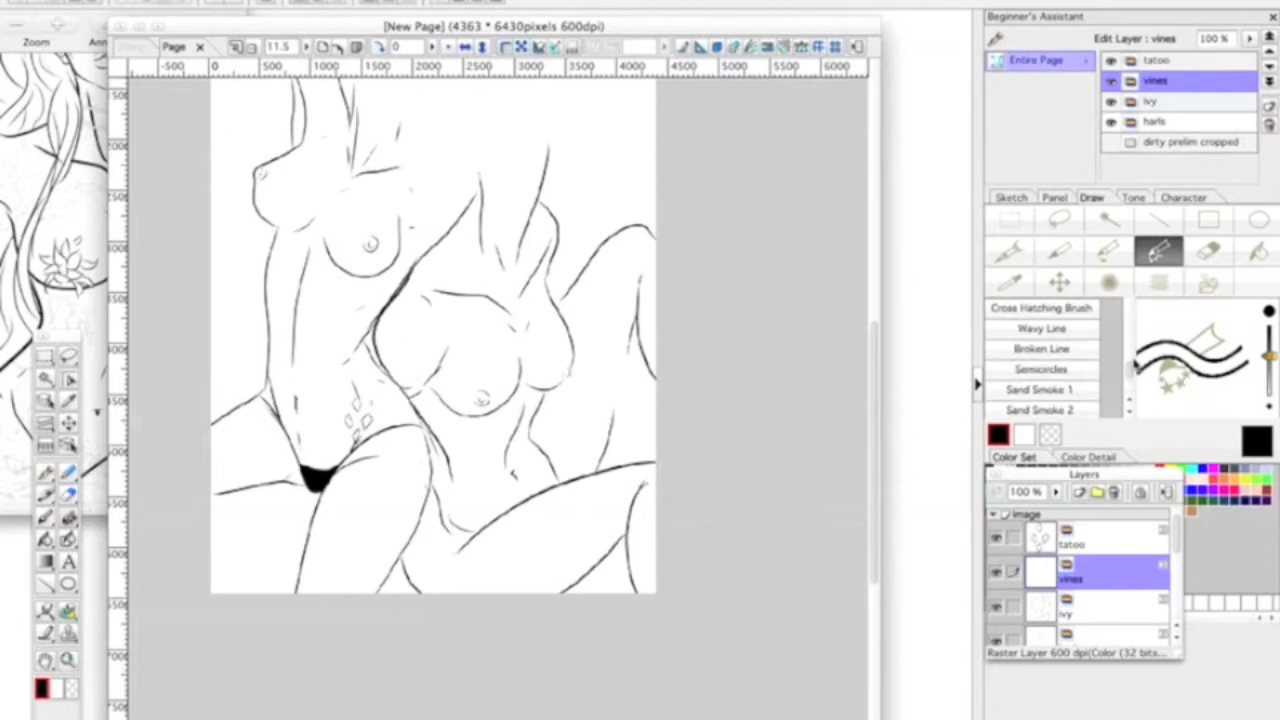 Zoom
[New Page] (4363 * 6430pixels 600dpi)
Page
11.5
0
-500 0 500 1000 1500 2000 2500 3000 3500 4000 4500 5000 5500 6000
Beginner's Assistant
Edit Layer : vines 100 %
Entire Page
tatoo
vines
ivy
harls
dirty prelim cropped
Sketch Panel Draw Tone Character
Cross Hatching Brush
Wavy Line
Broken Line
Semicircles
Sand Smoke 1
Sand Smoke 2
Color Set Color Detail
Layers
100 %
Image
tatoo
vines
ivy
Raster Layer 600 dpi(Color (32 bits...